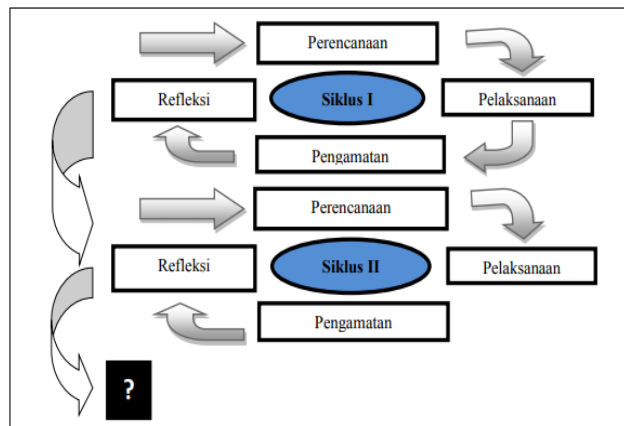 Perencanaan
Refleksi
Siklus I
Pelaksanaan
Pengamatan
Perencanaan
Refleksi
Siklus II
Pelaksanaan
Pengamatan
?